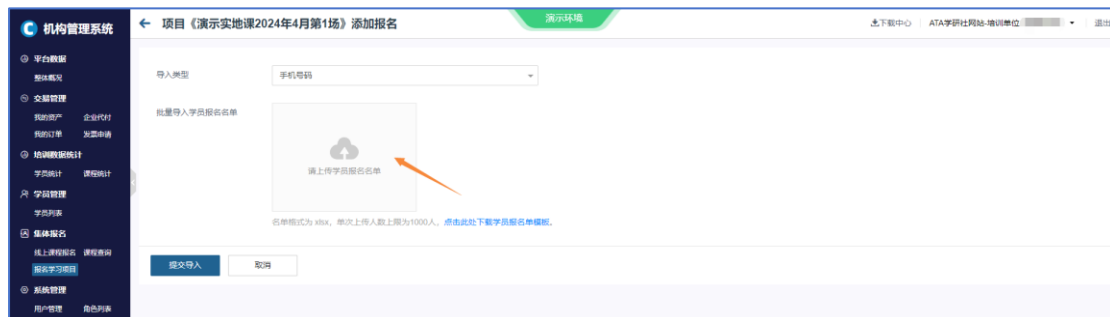 机构管理系统
← 项目《演示实地课2024年4月第1场》添加报名
演示环境
下载中心 ATA学研社网站-培训单位 退出
平台数据
整体概况
交易管理
我的资产 企业代付
我的订单 发票申请
培训数据统计
学员统计 课程统计
学员管理
学员列表
集体报名
线上课程报名 课程查询
报名学习项目
系统管理
用户管理 角色列表
导入类型 手机号码
批量导入学员报名名单
请上传学员报名名单
名单格式为 xlsx，单次上传人数上限为1000人，点击此处下载学员报名单模板。
提交导入 取消